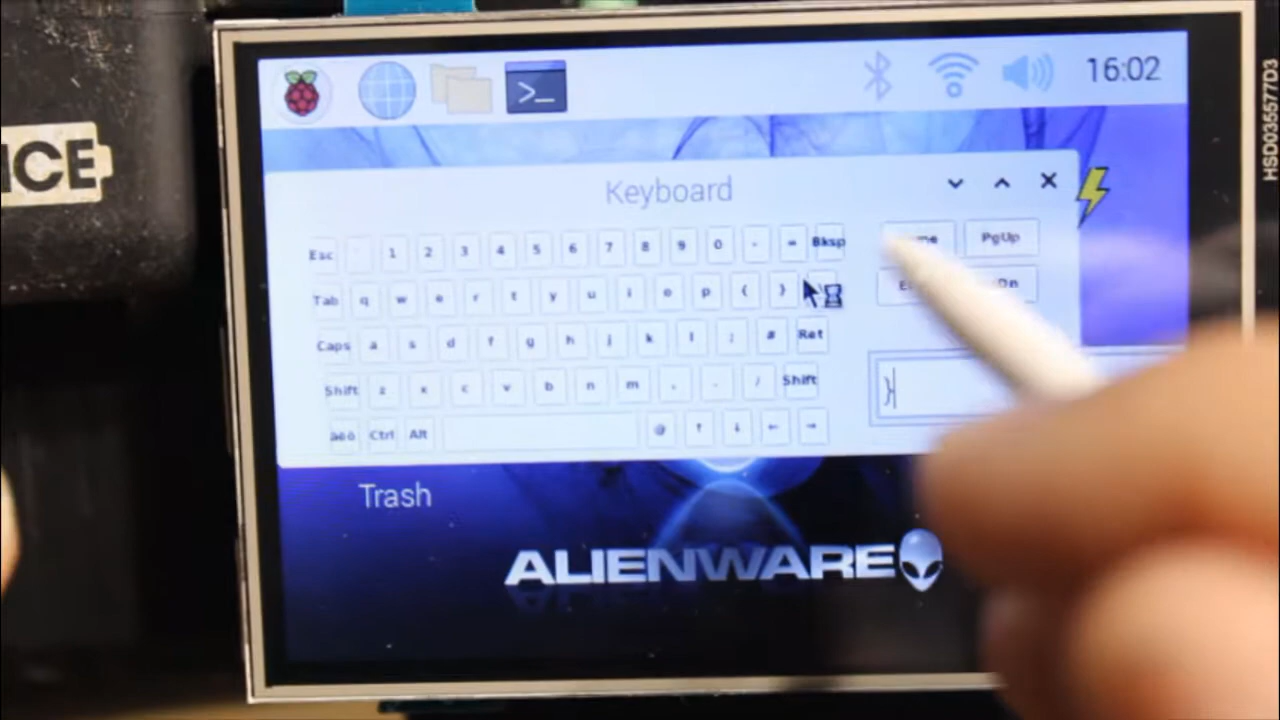 16:02
HSD035577D3
ICE
Keyboard
Esc 1 2 3 4 5 6 7 8 9 0 - = Bksp
PgUp
Tab q w e r t y u i o p { }
Caps a s d f g h j k l ; # Ret
Shift z x c v b n m , . / Shift
}
àéö Ctrl Alt @ ↑ ↓ ← →
Trash
ALIENWARE